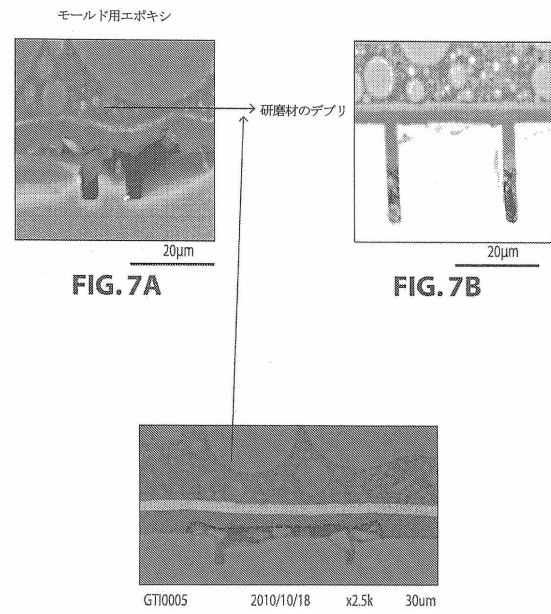 モールド用エポキシ
研磨材のデブリ
20μm
20μm
FIG. 7A
FIG. 7B
GTI0005 2010/10/18 x2.5k 30um